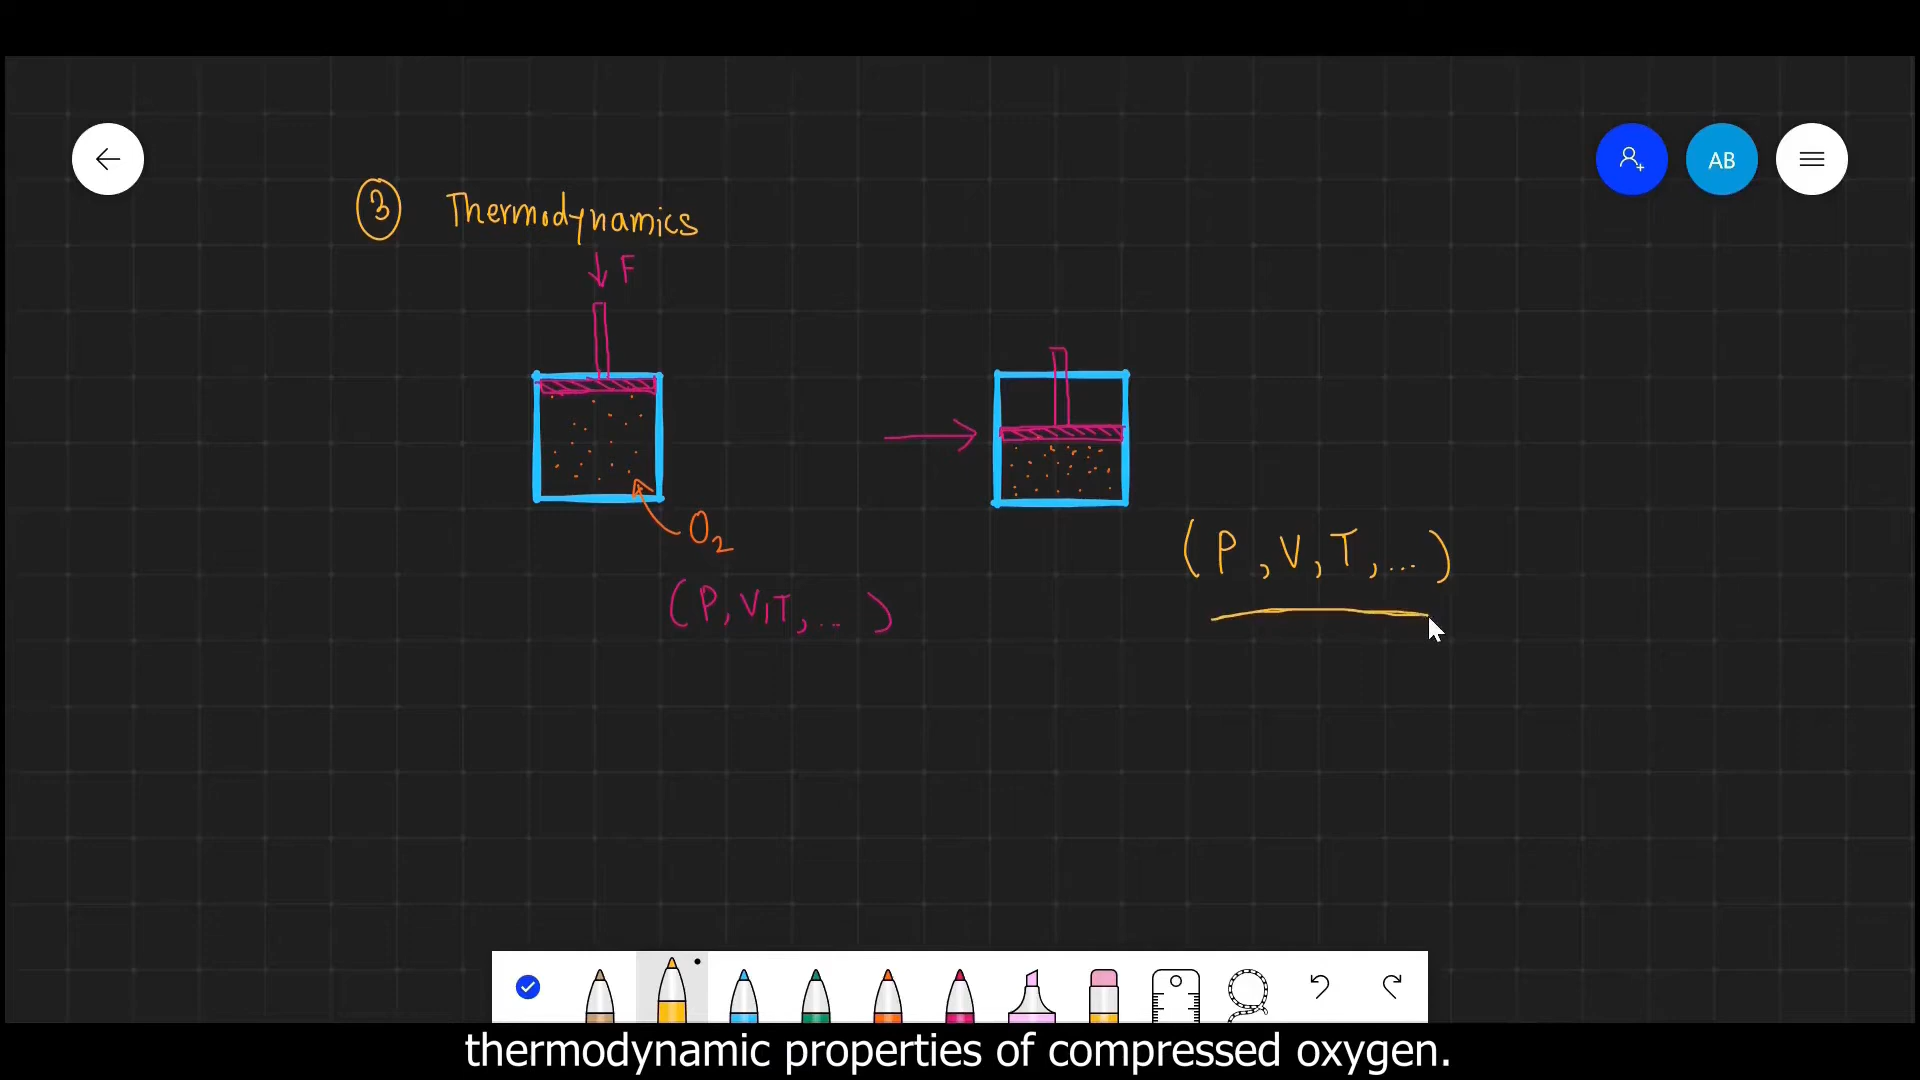 AB
③ Thermodynamics
F
O₂
(P, V, T, ...)
(P, V, T, ...)
thermodynamic properties of compressed oxygen.